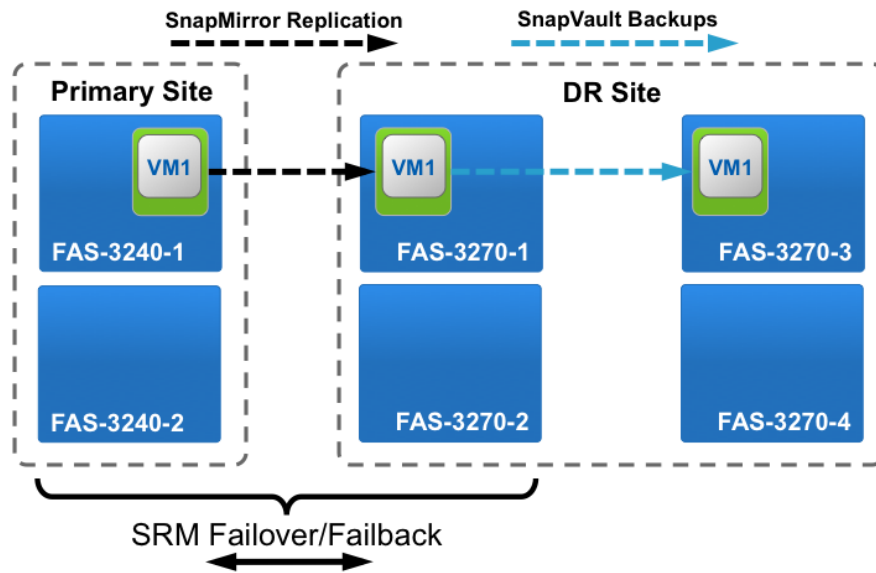 SnapMirror Replication
SnapVault Backups
Primary Site
DR Site
VM1
VM1
VM1
FAS-3240-1
FAS-3270-1
FAS-3270-3
FAS-3240-2
FAS-3270-2
FAS-3270-4
SRM Failover/Failback